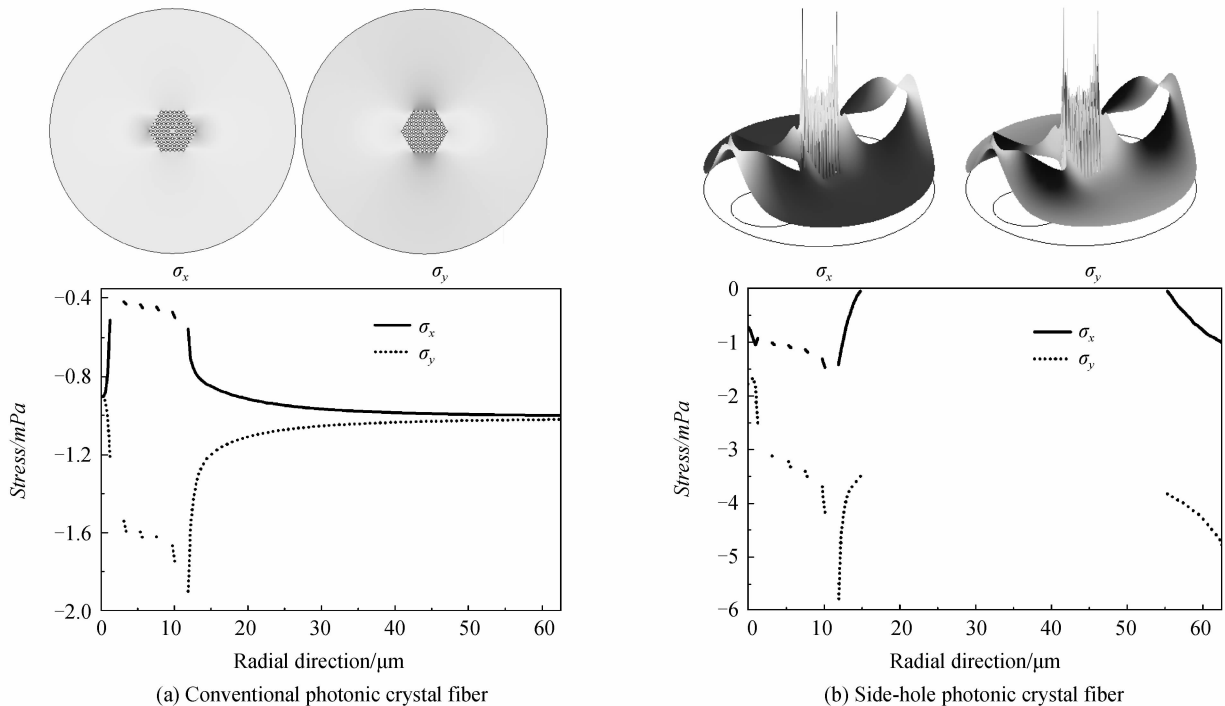 σx
σy
−0.4
−0.8
−1.2
−1.6
−2.0
Stress/mPa
σx
σy
0
10
20
30
40
50
60
Radial direction/μm
(a) Conventional photonic crystal fiber
σx
σy
0
−1
−2
−3
−4
−5
−6
Stress/mPa
σx
σy
0
10
20
30
40
50
60
Radial direction/μm
(b) Side-hole photonic crystal fiber